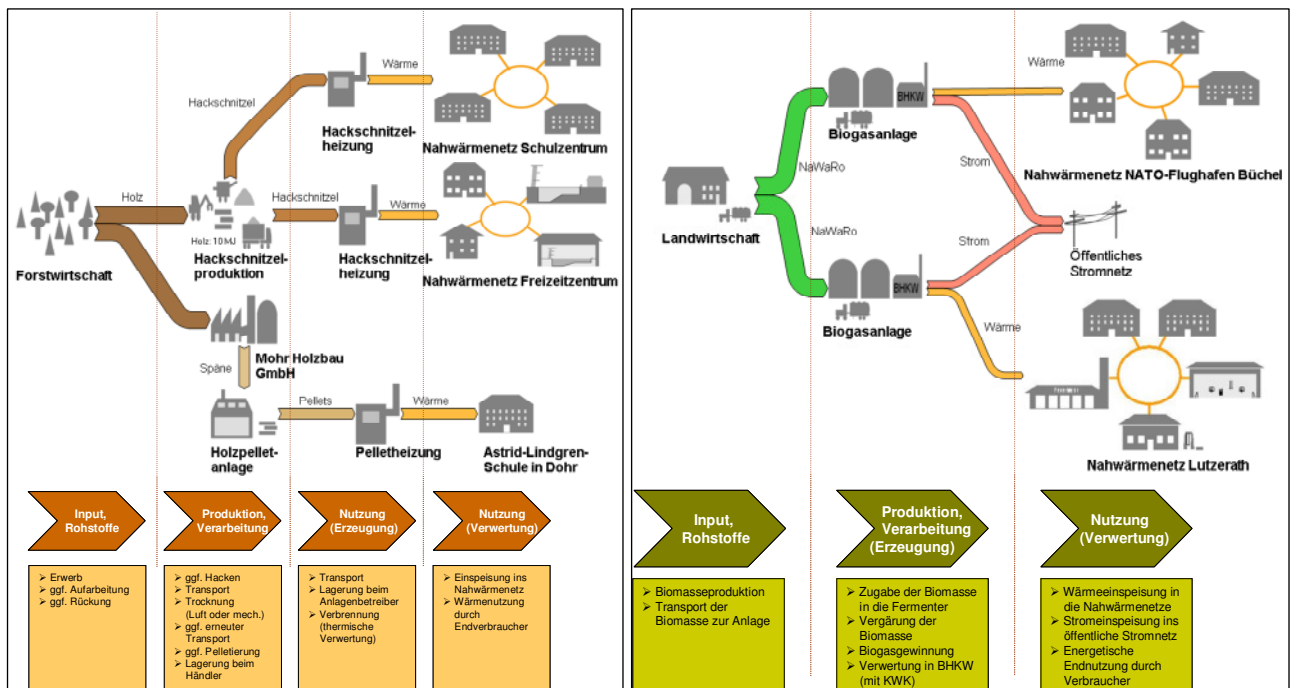 Wärme
Hackschnitzel
Hackschnitzel-
heizung
Nahwärmenetz Schulzentrum
Holz
Hackschnitzel
Wärme
Holz: 10 MJ
Forstwirtschaft
Hackschnitzel-
produktion
Hackschnitzel-
heizung
Nahwärmenetz Freizeitzentrum
Mohr Holzbau
GmbH
Späne
Pellets
Wärme
Holzpellet-
anlage
Pelletheizung
Astrid-Lindgren-
Schule in Dohr
Input,
Rohstoffe
Produktion,
Verarbeitung
Nutzung
(Erzeugung)
Nutzung
(Verwertung)
➢ Erwerb
➢ ggf. Aufarbeitung
➢ ggf. Rückung
➢ ggf. Hacken
➢ Transport
➢ Trocknung
(Luft oder mech.)
➢ ggf. erneuter
Transport
➢ ggf. Pelletierung
➢ Lagerung beim
Händler
➢ Transport
➢ Lagerung beim
Anlagenbetreiber
➢ Verbrennung
(thermische
Verwertung)
➢ Einspeisung ins
Nahwärmenetz
➢ Wärmenutzung
durch
Endverbraucher
Wärme
BHKW
Biogasanlage
NaWaRo
Strom
Nahwärmenetz NATO-Flughafen Büchel
Landwirtschaft
NaWaRo
Strom
Öffentliches
Stromnetz
BHKW
Biogasanlage
Wärme
Nahwärmenetz Lutzerath
Input,
Rohstoffe
Produktion,
Verarbeitung
(Erzeugung)
Nutzung
(Verwertung)
➢ Biomasseproduktion
➢ Transport der
Biomasse zur Anlage
➢ Zugabe der Biomasse
in die Fermenter
➢ Vergärung der
Biomasse
➢ Biogasgewinnung
➢ Verwertung in BHKW
(mit KWK)
➢ Wärmeeinspeisung in
die Nahwärmenetze
➢ Stromeinspeisung ins
öffentliche Stromnetz
➢ Energetische
Endnutzung durch
Verbraucher